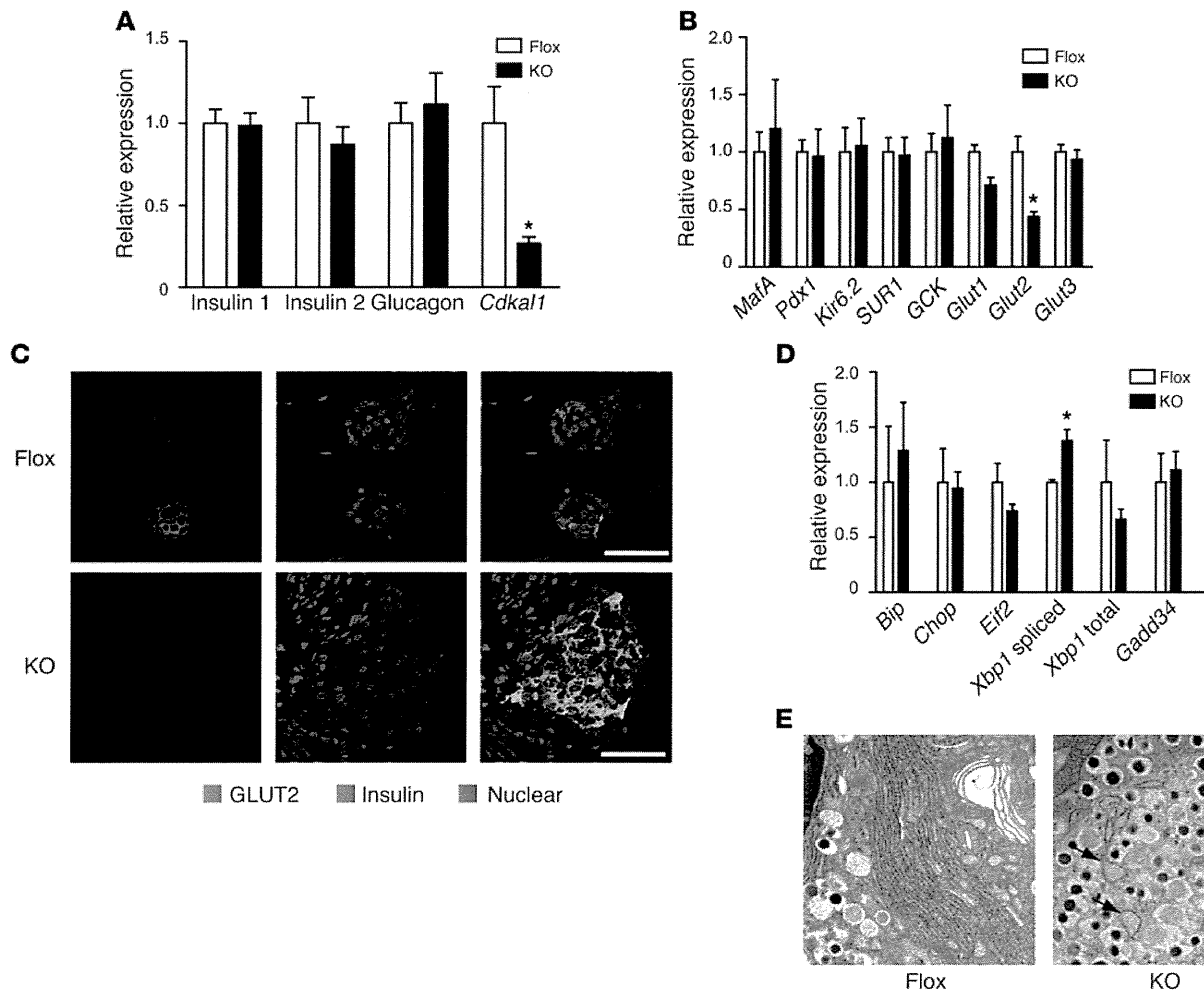 A
1.5
1.0
0.5
0
Relative expression
Flox
KO
*
Insulin 1
Insulin 2
Glucagon
Cdkal1
B
2.0
1.5
1.0
0.5
0
Relative expression
Flox
KO
*
MafA
Pdx1
Kir6.2
SUR1
GCK
Glut1
Glut2
Glut3
C
Flox
KO
GLUT2
Insulin
Nuclear
D
2.0
1.5
1.0
0.5
0
Relative expression
Flox
KO
*
Bip
Chop
Eif2
Xbp1 spliced
Xbp1 total
Gadd34
E
Flox
KO